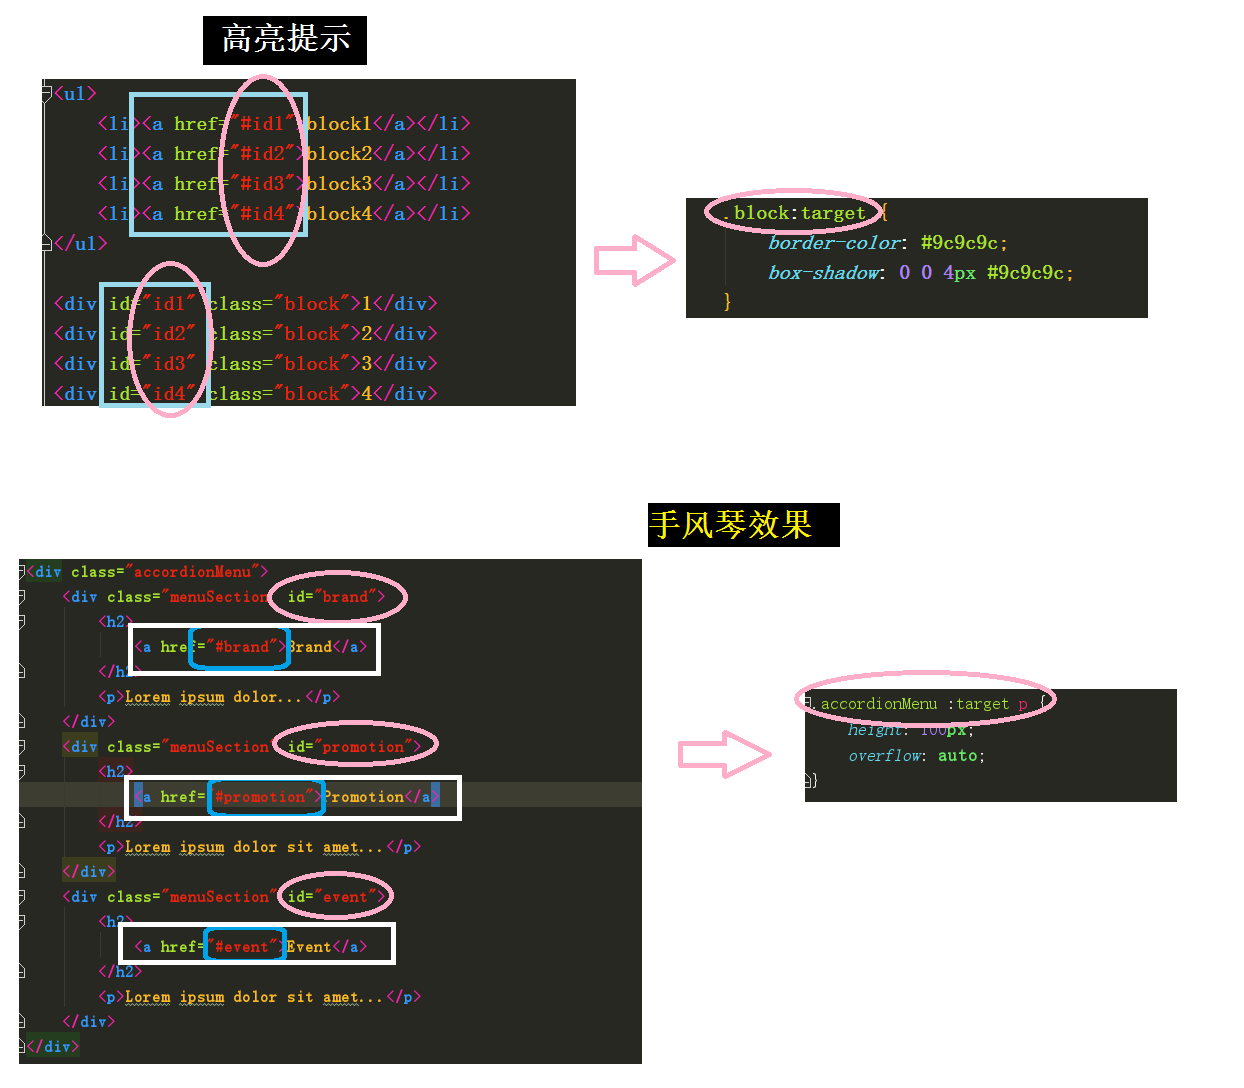 高亮提示
<ul>
<li><a href="#id1">block1</a></li>
<li><a href="#id2">block2</a></li>
<li><a href="#id3">block3</a></li>
<li><a href="#id4">block4</a></li>
</ul>
<div id="id1" class="block">1</div>
<div id="id2" class="block">2</div>
<div id="id3" class="block">3</div>
<div id="id4" class="block">4</div>
.block:target {
border-color: #9c9c9c;
box-shadow: 0 0 4px #9c9c9c;
}
手风琴效果
<div class="accordionMenu">
<div class="menuSection" id="brand">
<h2>
<a href="#brand">Brand</a>
</h2>
<p>Lorem ipsum dolor...</p>
</div>
<div class="menuSection" id="promotion">
<h2>
<a href="#promotion">Promotion</a>
</h2>
<p>Lorem ipsum dolor sit amet...</p>
</div>
<div class="menuSection" id="event">
<h2>
<a href="#event">Event</a>
</h2>
<p>Lorem ipsum dolor sit amet...</p>
</div>
</div>
.accordionMenu :target p {
height: 100px;
overflow: auto;
}